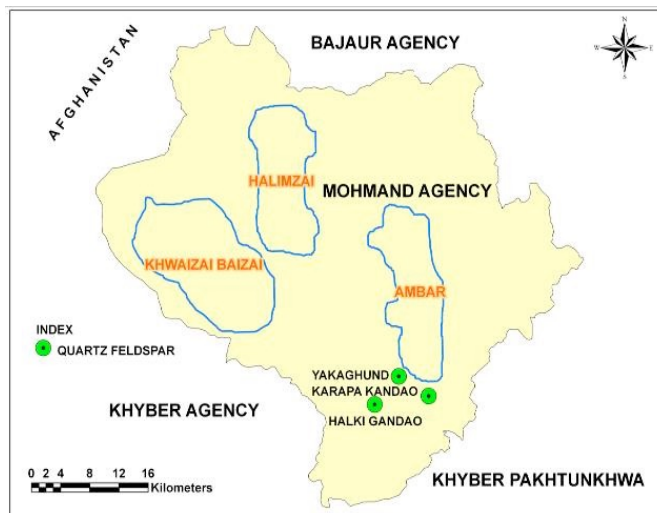 AFGHANISTAN
BAJAUR AGENCY
N
W E
S
HALIMZAI
MOHMAND AGENCY
KHWAIZAI BAIZAI
AMBAR
INDEX
QUARTZ FELDSPAR
YAKAGHUND
KARAPA KANDAO
HALKI GANDAO
KHYBER AGENCY
KHYBER PAKHTUNKHWA
0 2 4 8 12 16
Kilometers